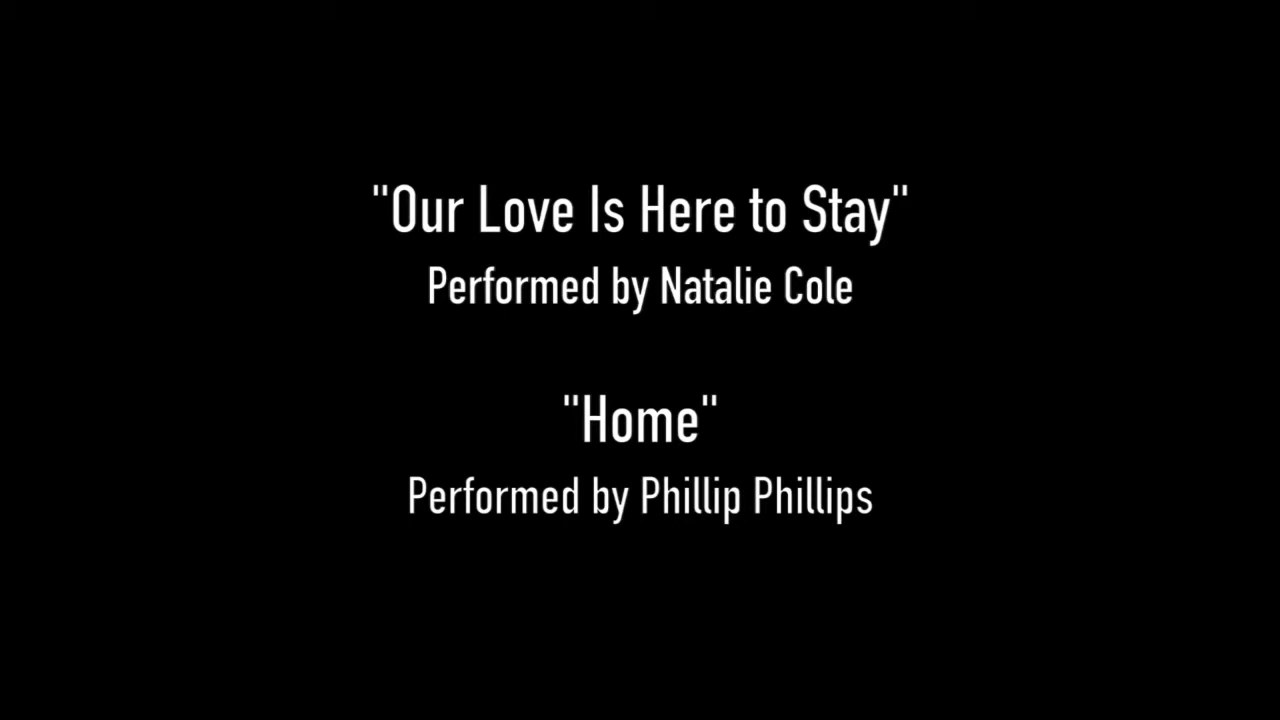 "Our Love Is Here to Stay"
Performed by Natalie Cole
"Home"
Performed by Phillip Phillips